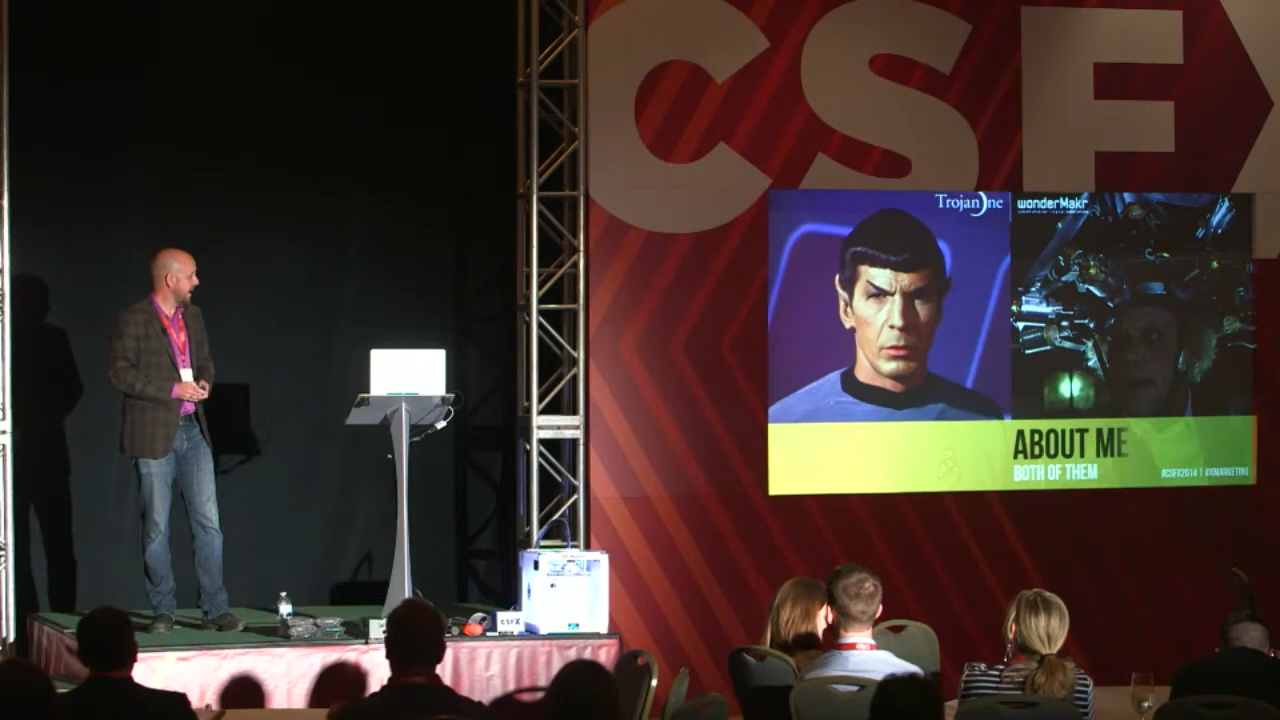 CSFX
TrojanOne
wonderMakr
ABOUT ME
BOTH OF THEM
#CSFX2014 | #XMARKETING
CSFX